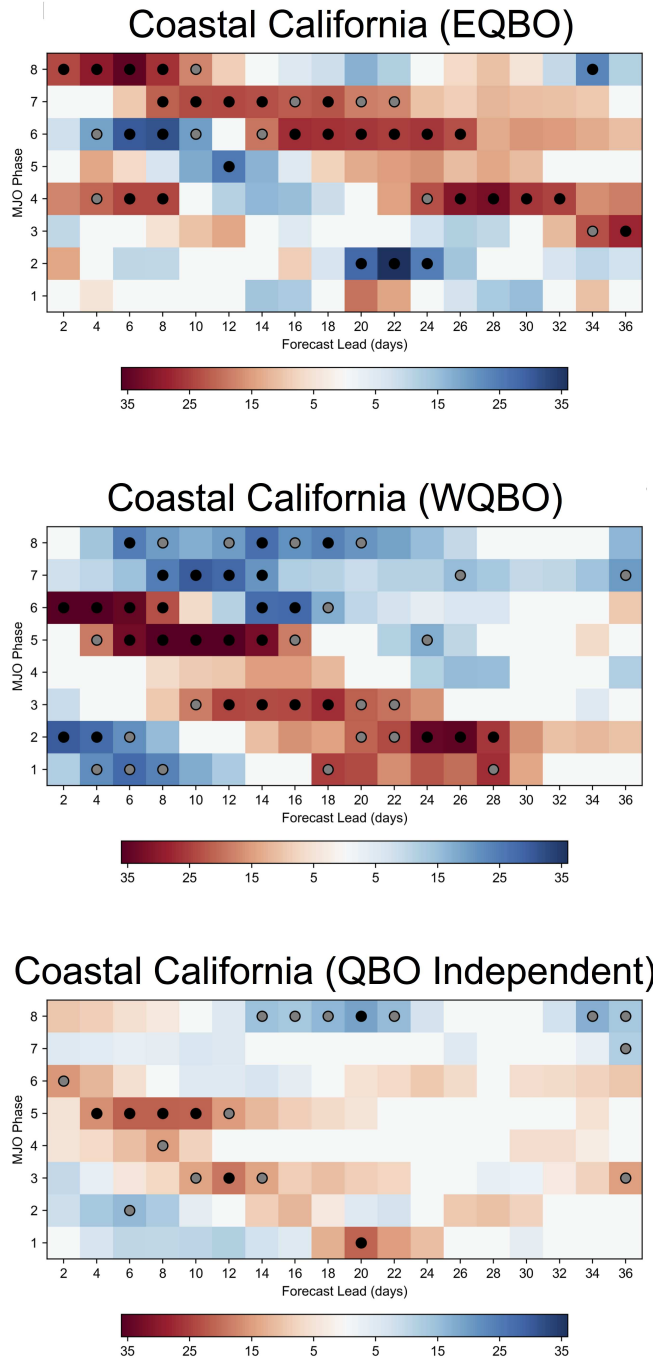 Coastal California (EQBO)
MJO Phase
8
7
6
5
4
3
2
1
2 4 6 8 10 12 14 16 18 20 22 24 26 28 30 32 34 36
Forecast Lead (days)
35 25 15 5 5 15 25 35
Coastal California (WQBO)
MJO Phase
8
7
6
5
4
3
2
1
2 4 6 8 10 12 14 16 18 20 22 24 26 28 30 32 34 36
Forecast Lead (days)
35 25 15 5 5 15 25 35
Coastal California (QBO Independent)
MJO Phase
8
7
6
5
4
3
2
1
2 4 6 8 10 12 14 16 18 20 22 24 26 28 30 32 34 36
Forecast Lead (days)
35 25 15 5 5 15 25 35